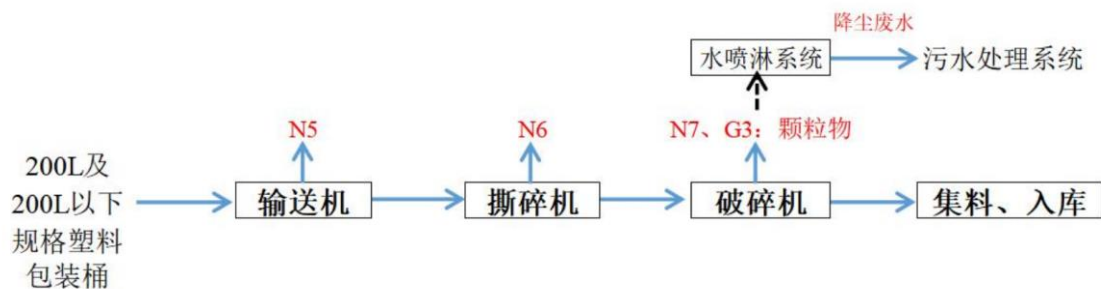 降尘废水
水喷淋系统
污水处理系统
N5
N6
N7、G3：颗粒物
200L及
200L以下
规格塑料
包装桶
输送机
撕碎机
破碎机
集料、入库